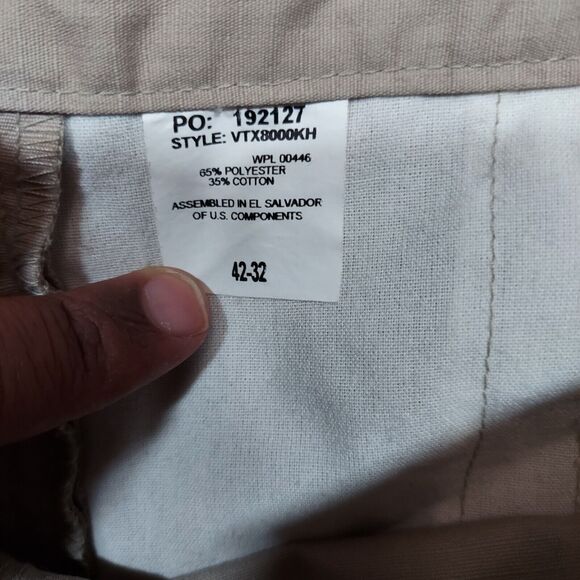 PO: 192127
STYLE: VTX8000KH
WPL 00446
65% POLYESTER
35% COTTON
ASSEMBLED IN EL SALVADOR
OF U.S. COMPONENTS
42-32